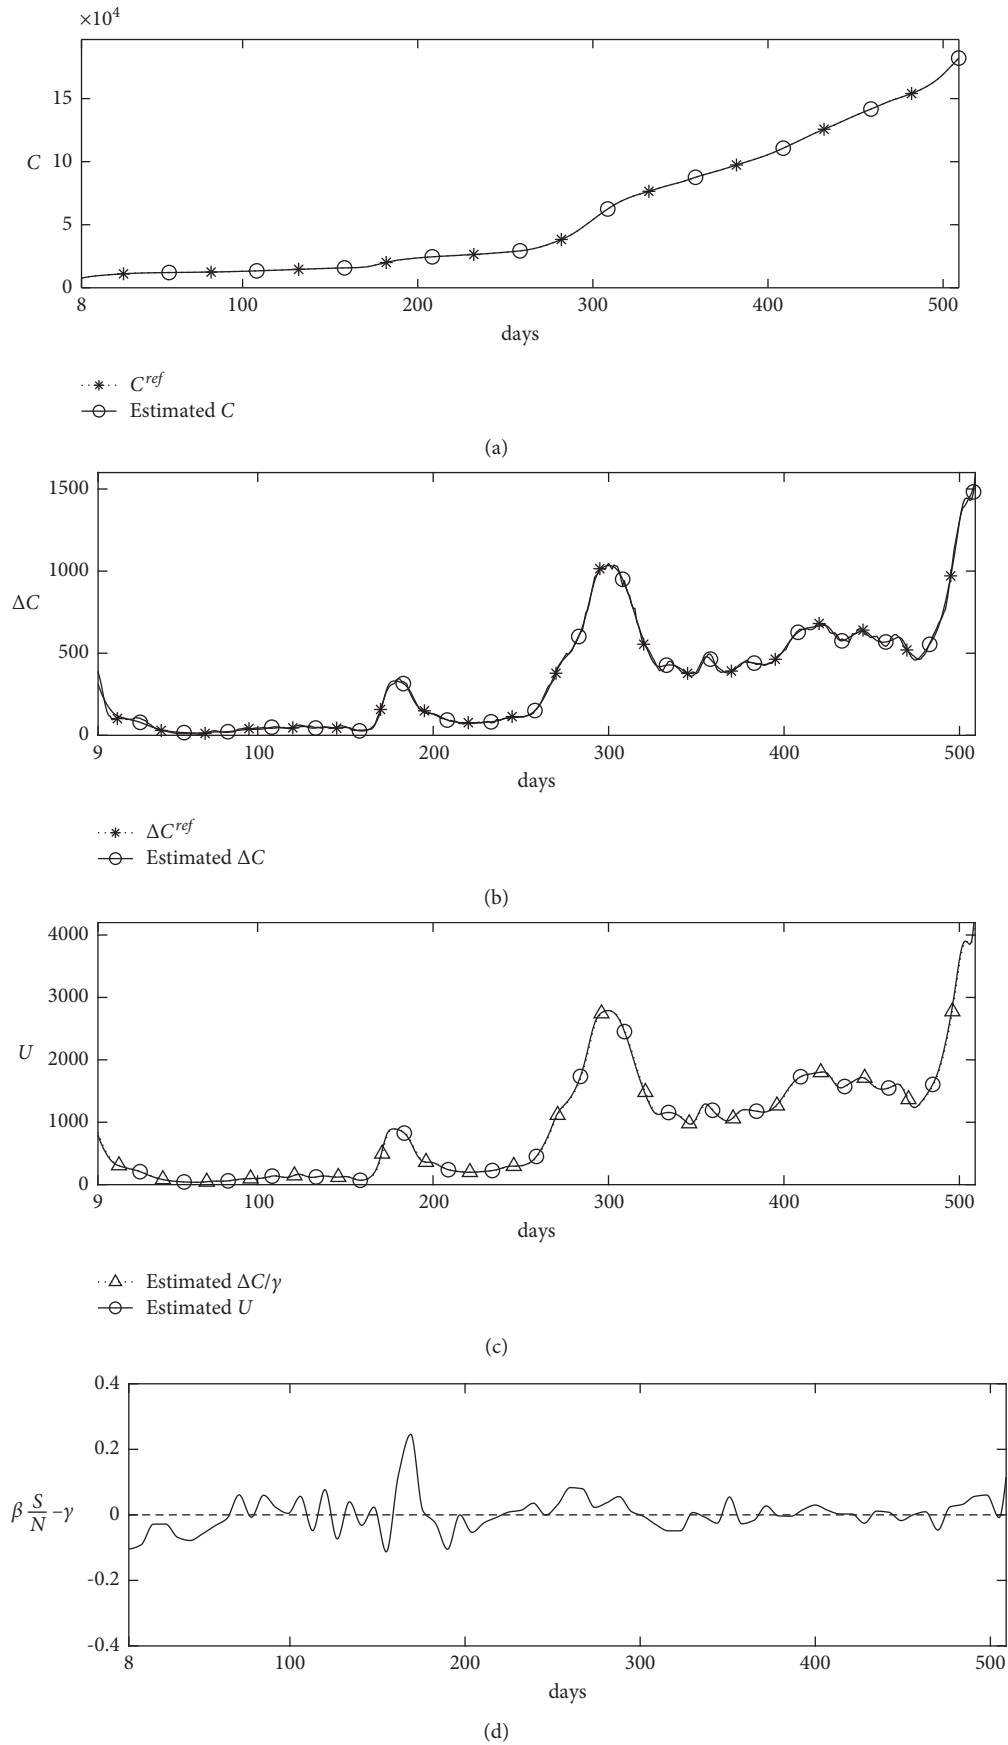 ×10⁴
15
C 10
5
0
8 100 200 300 400 500
days
C^ref
Estimated C
(a)
1500
1000
ΔC
500
0
9 100 200 300 400 500
days
ΔC^ref
Estimated ΔC
(b)
4000
3000
U
2000
1000
0
9 100 200 300 400 500
days
Estimated ΔC/γ
Estimated U
(c)
0.4
0.2
β S/N –γ 0
-0.2
-0.4
8 100 200 300 400 500
days
(d)